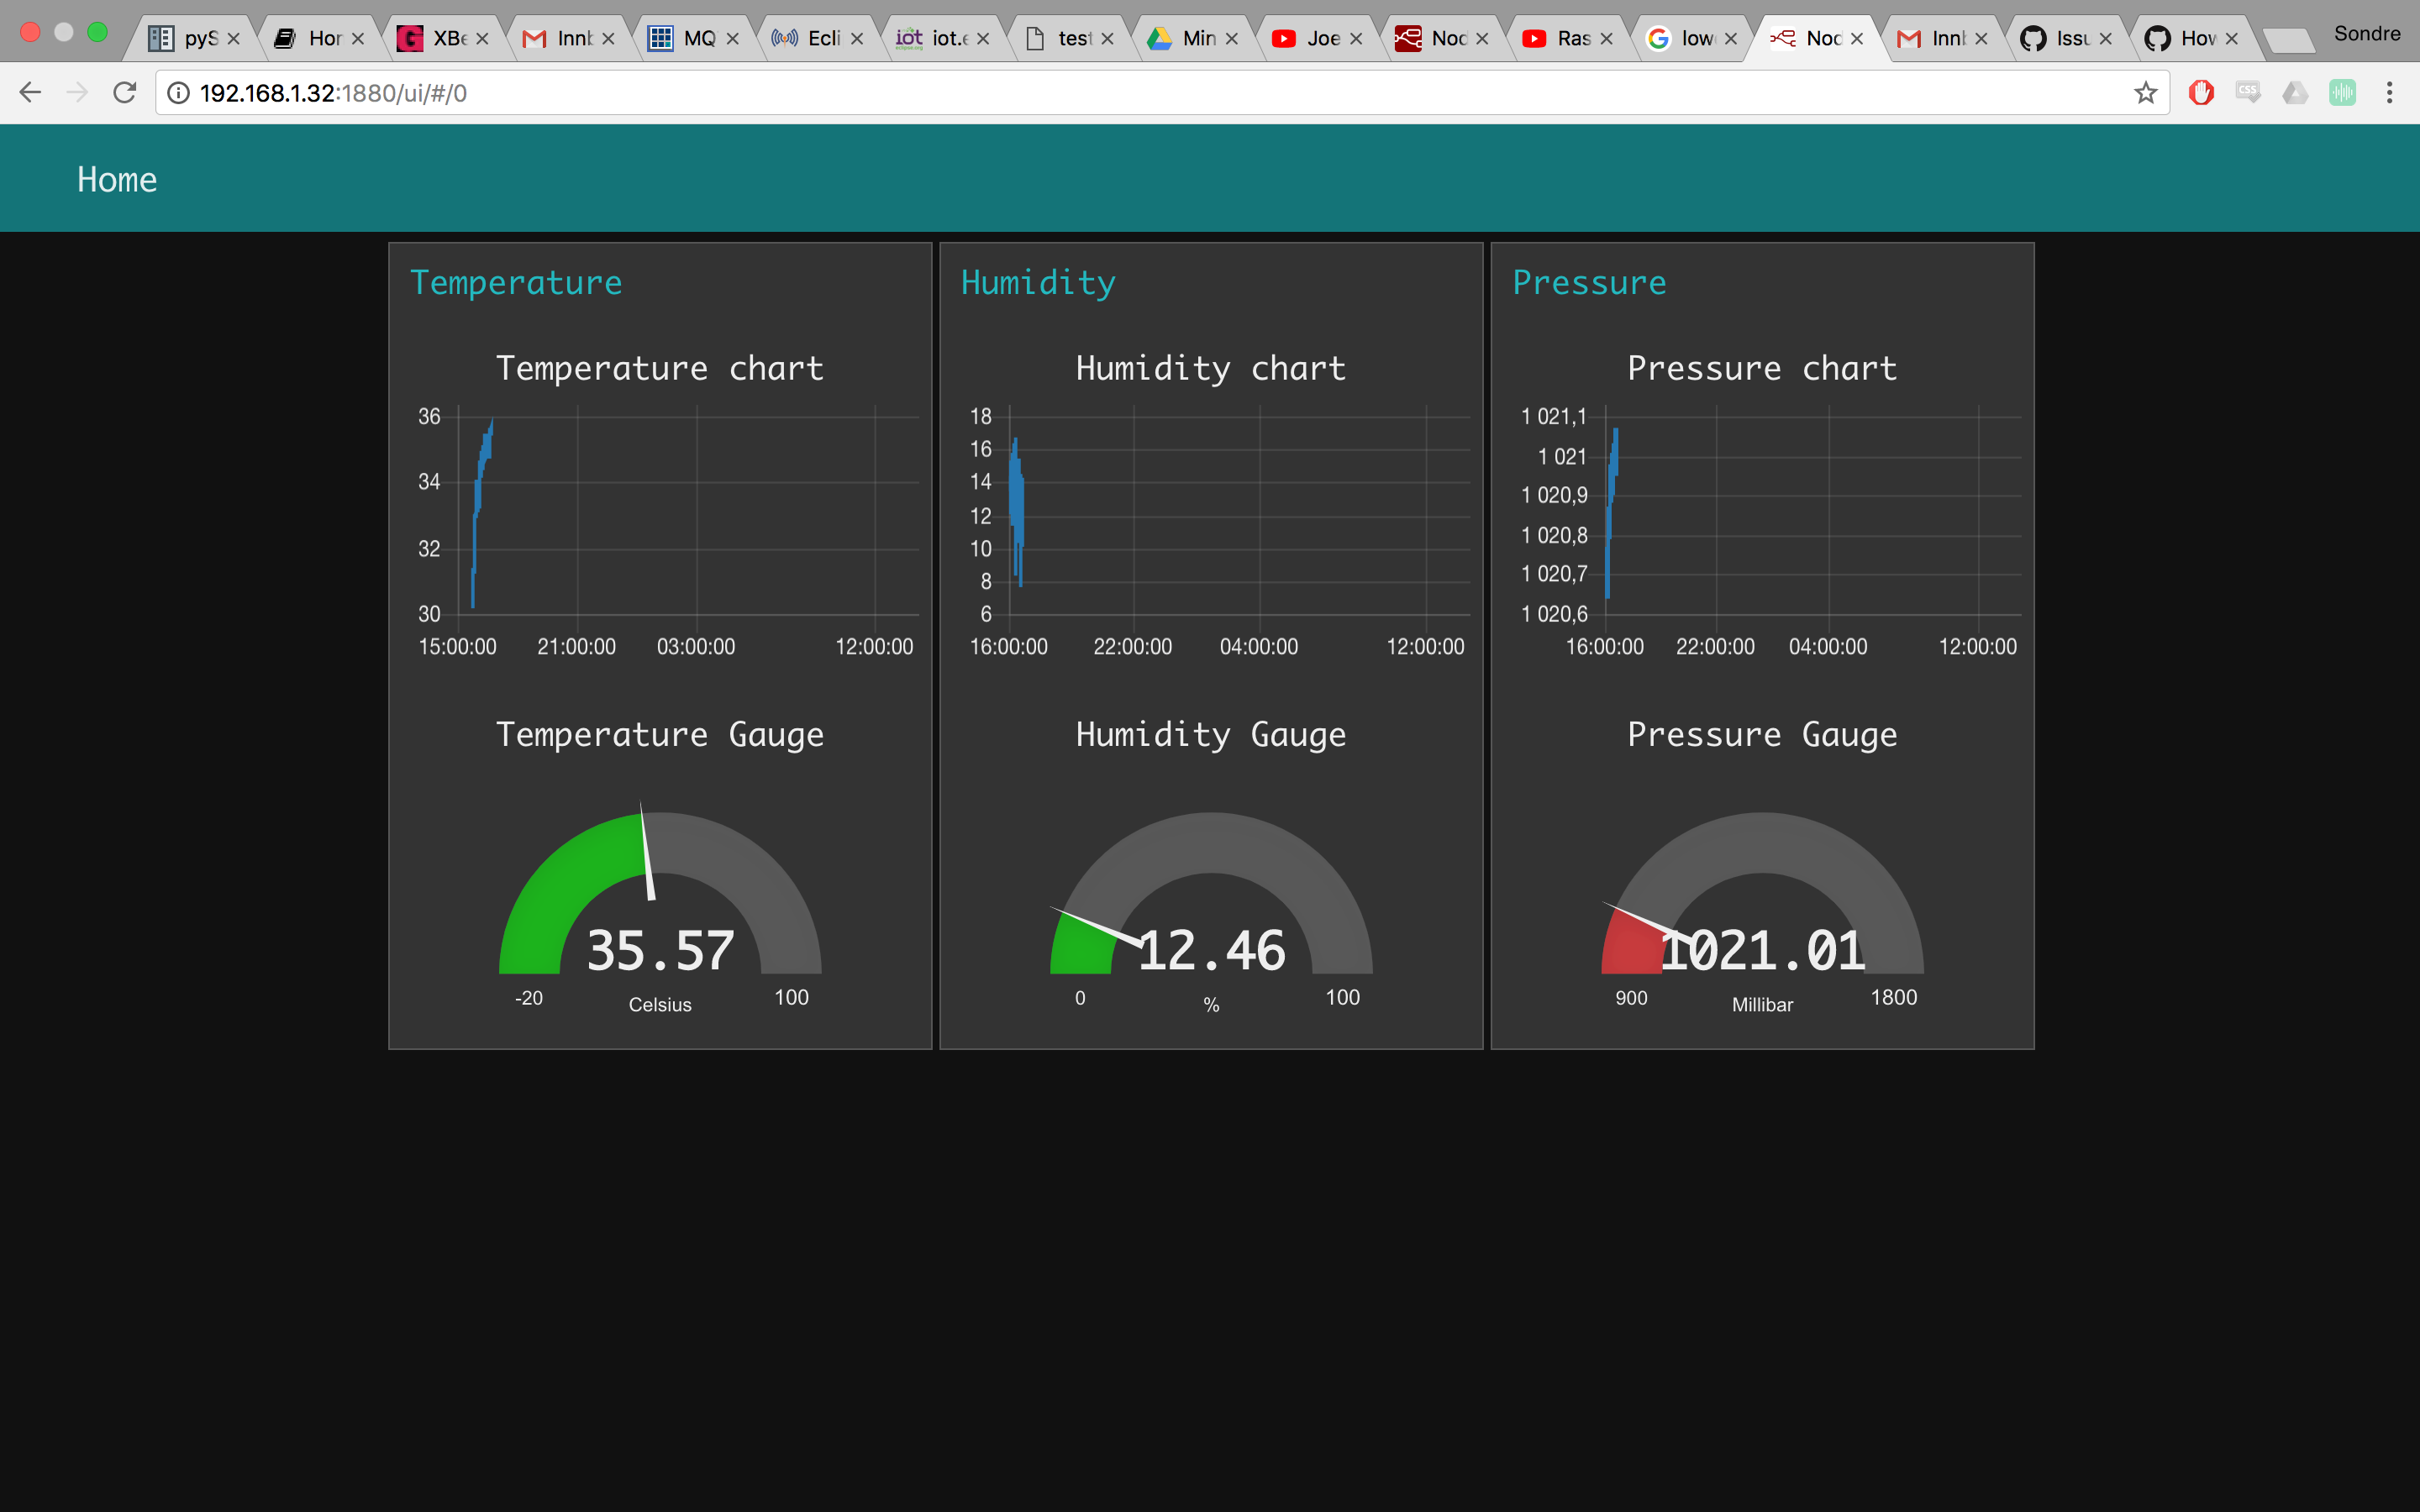 pyS Hor XBe Innb MQ Ecli iot.e test Min Joe Nod Ras low Nod Innb Issu How Sondre
192.168.1.32:1880/ui/#/0
Home
Temperature
Temperature chart
36
34
32
30
15:00:00 21:00:00 03:00:00 12:00:00
Temperature Gauge
35.57
-20 Celsius 100
Humidity
Humidity chart
18
16
14
12
10
8
6
16:00:00 22:00:00 04:00:00 12:00:00
Humidity Gauge
12.46
0 % 100
Pressure
Pressure chart
1 021,1
1 021
1 020,9
1 020,8
1 020,7
1 020,6
16:00:00 22:00:00 04:00:00 12:00:00
Pressure Gauge
1021.01
900 Millibar 1800